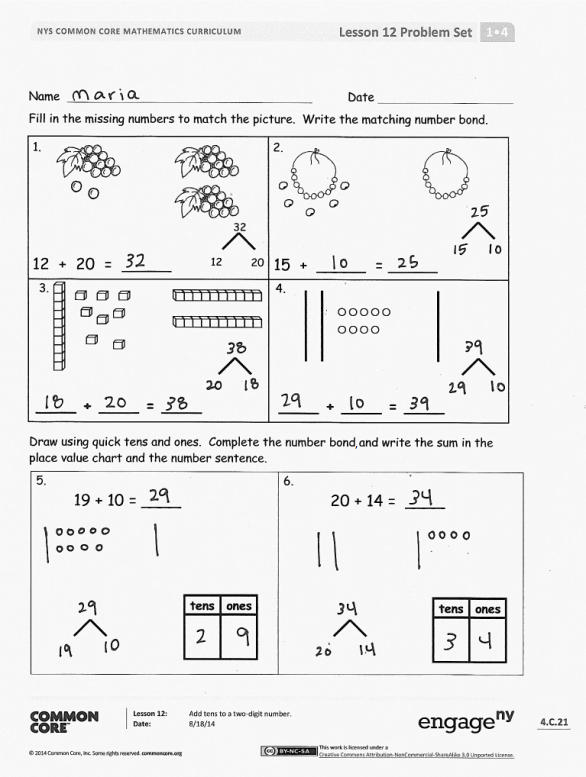 NYS COMMON CORE MATHEMATICS CURRICULUM Lesson 12 Problem Set 1•4
Name Maria Date
Fill in the missing numbers to match the picture. Write the matching number bond.
1. 2.
32
12 20
12 + 20 = 32
25
15 10
15 + 10 = 25
3. 4.
38
20 18
18 + 20 = 38
39
29 10
29 + 10 = 39
Draw using quick tens and ones. Complete the number bond,and write the sum in the
place value chart and the number sentence.
5. 6.
19 + 10 = 29
29
19 10
tens ones
2 9
20 + 14 = 34
34
20 14
tens ones
3 4
COMMON CORE™
Lesson 12: Add tens to a two-digit number.
Date: 8/18/14
engageny 4.C.21
© 2014 Common Core, Inc. Some rights reserved. commoncore.org
CC BY-NC-SA
This work is licensed under a
Creative Commons Attribution-NonCommercial-ShareAlike 3.0 Unported License.